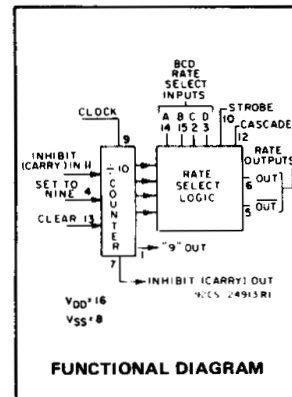 BCD
RATE
SELECT
INPUTS
A B C D
14 15 2 3
STROBE
10
CASCADE
12
9
CLOCK
RATE
OUTPUTS
INHIBIT
(CARRY) IN 11
SET TO
NINE 4
CLEAR 13
÷10
COUNTER
RATE
SELECT
LOGIC
6 OUT
5 OUT
1
"9" OUT
7
INHIBIT (CARRY) OUT
92CS-24913R1
VDD=16
VSS=8
FUNCTIONAL DIAGRAM